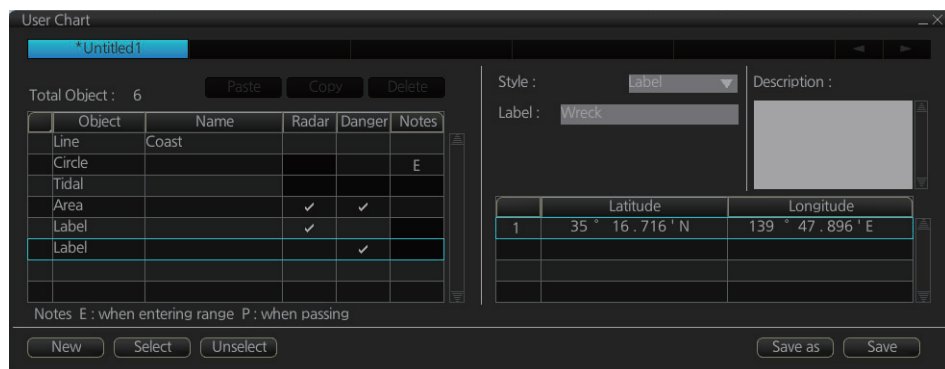 User Chart
*Untitled1
Total Object : 6
Paste Copy Delete
Object Name Radar Danger Notes
Line Coast
Circle E
Tidal
Area ✓ ✓
Label ✓
Label ✓
Notes E : when entering range P : when passing
Style : Label
Label : Wreck
Description :
Latitude Longitude
1 35 ° 16 . 716 ' N 139 ° 47 . 896 ' E
New Select Unselect
Save as Save